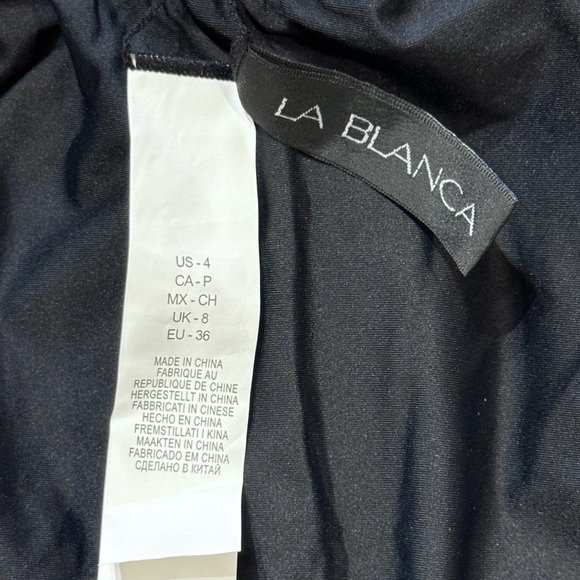 LA BLANCA
US - 4
CA - P
MX - CH
UK - 8
EU - 36
MADE IN CHINA
FABRIQUE AU
REPUBLIQUE DE CHINE
HERGESTELLT IN CHINA
FABBRICATI IN CINESE
HECHO EN CHINA
FREMSTILLATI I KINA
MAAKTEN IN CHINA
FABRICADO EM CHINA
СДЕЛАНО В КИТАЙ